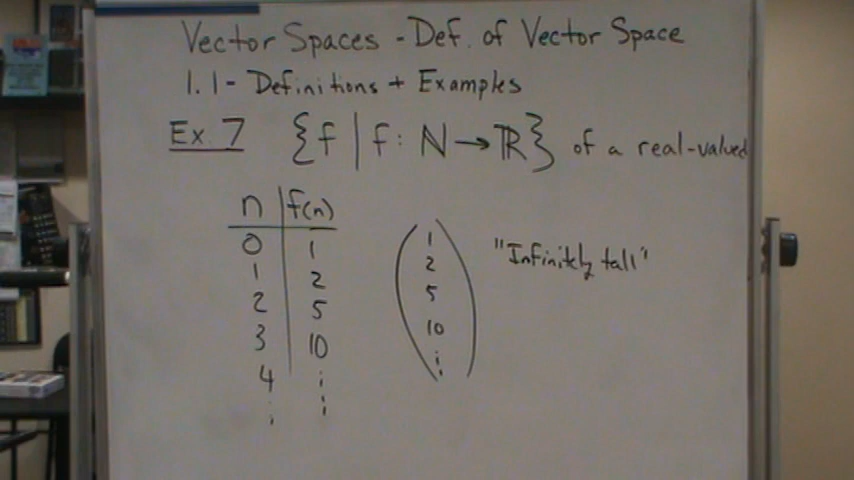 Vector Spaces - Def. of Vector Space
1.1 - Definitions + Examples
Ex. 7 {f | f: ℕ → ℝ} of a real-valued
n f(n)
0 1
1 2
2 5
3 10
4 ⋮
⋮ ⋮
1
2
5
10
⋮
"Infinitely tall"